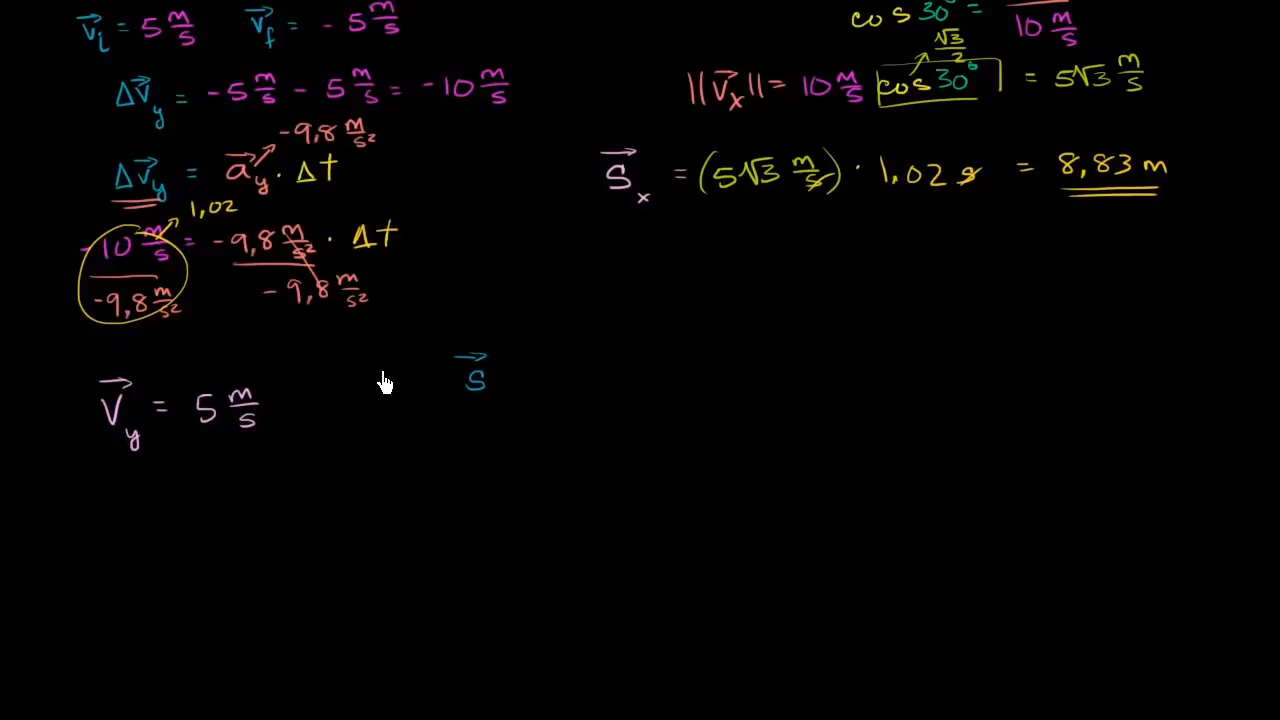 v⃗i = 5 m/s v⃗f = - 5 m/s
Δv⃗y = - 5 m/s - 5 m/s = - 10 m/s
-9,8 m/s²
Δv⃗y = a⃗y · Δt
1,02
-10 m/s = -9,8 m/s² · Δt
-9,8 m/s² -9,8 m/s²
V⃗y = 5 m/s
s⃗
cos 30° =
10 m/s
√3/2
||v⃗x|| = 10 m/s cos 30° = 5√3 m/s
S⃗x = (5√3 m/s) · 1,02 s = 8,83 m